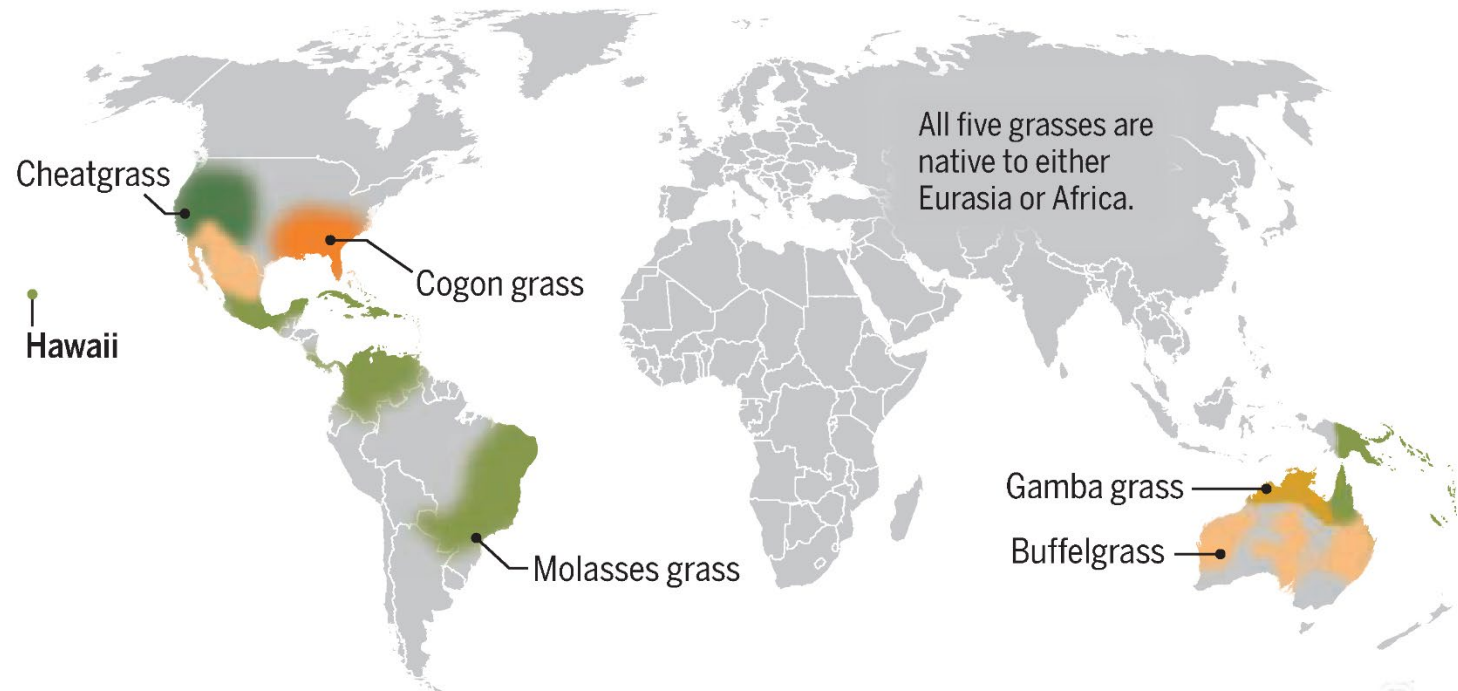 All five grasses are
native to either
Eurasia or Africa.
Cheatgrass
Cogon grass
Hawaii
Molasses grass
Gamba grass
Buffelgrass